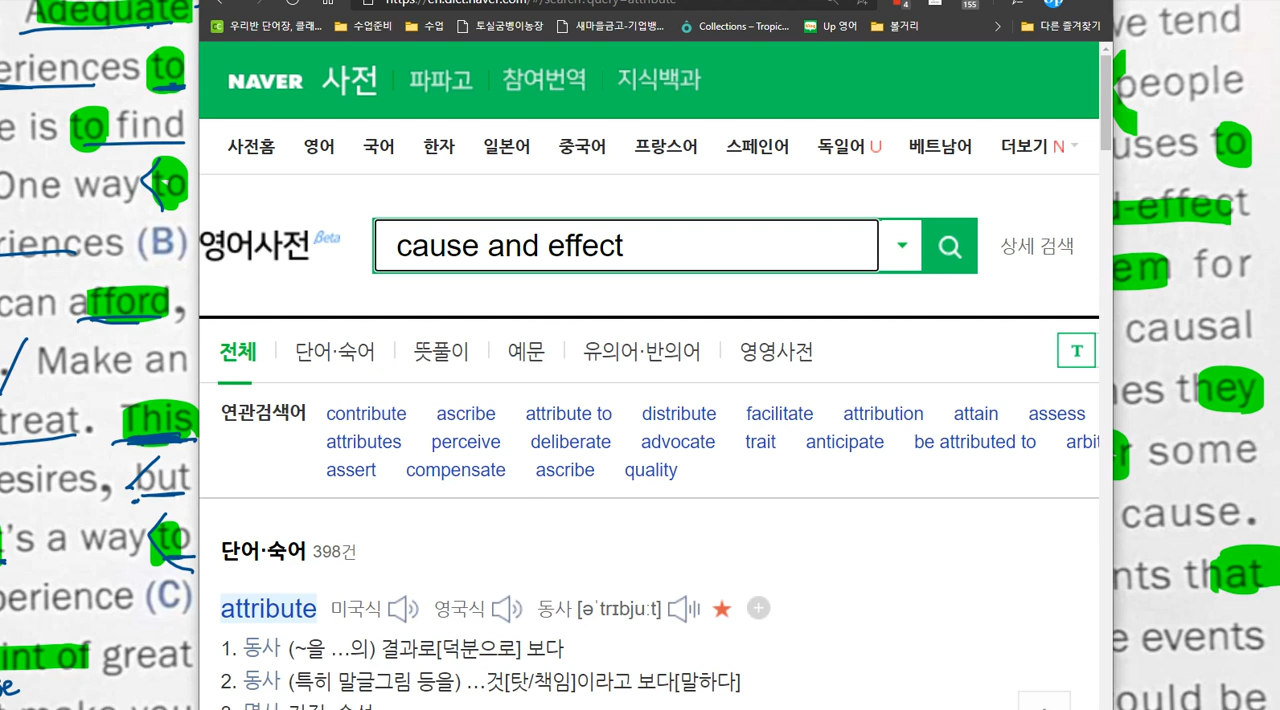 Adequate
eriences to
e is to find
One way to
riences (B)
can afford,
. Make an
treat. This
esires, but
's a way to
perience (C)
int of great
https://en.dict.naver.com/#/search?query=attribute
우리반 단어장, 클래... 수업준비 수업 토실굼벵이농장 새마을금고-기업뱅... Collections – Tropic... Up 영어 볼거리 다른 즐겨찾기
NAVER 사전 파파고 참여번역 지식백과
사전홈 영어 국어 한자 일본어 중국어 프랑스어 스페인어 독일어 U 베트남어 더보기 N
영어사전 Beta cause and effect 상세 검색
전체 단어·숙어 뜻풀이 예문 유의어·반의어 영영사전 T
연관검색어 contribute ascribe attribute to distribute facilitate attribution attain assess
attributes perceive deliberate advocate trait anticipate be attributed to arbit
assert compensate ascribe quality
단어·숙어 398건
attribute 미국식 영국식 동사 [əˈtrɪbjuːt]
1. 동사 (~을 …의) 결과로[덕분으로] 보다
2. 동사 (특히 말글그림 등을) …것[탓/책임]이라고 보다[말하다]
we tend
people
uses to
d-effect
em for
causal
nes they
r some
cause.
nts that
e events
ould be